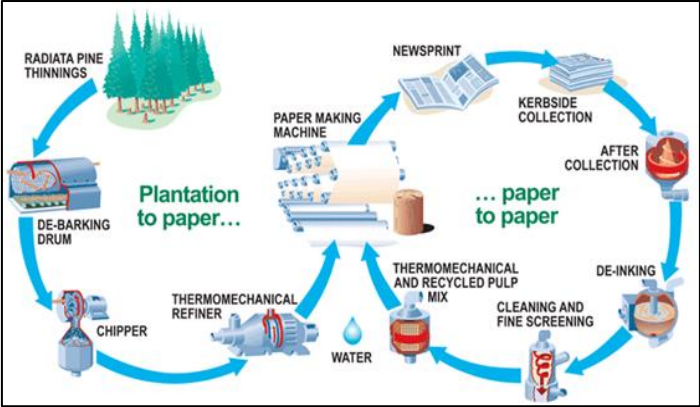 RADIATA PINE
THINNINGS
DE-BARKING
DRUM
CHIPPER
THERMOMECHANICAL
REFINER
Plantation
to paper...
PAPER MAKING
MACHINE
WATER
NEWSPRINT
KERBSIDE
COLLECTION
AFTER
COLLECTION
... paper
to paper
DE-INKING
CLEANING AND
FINE SCREENING
THERMOMECHANICAL
AND RECYCLED PULP
MIX